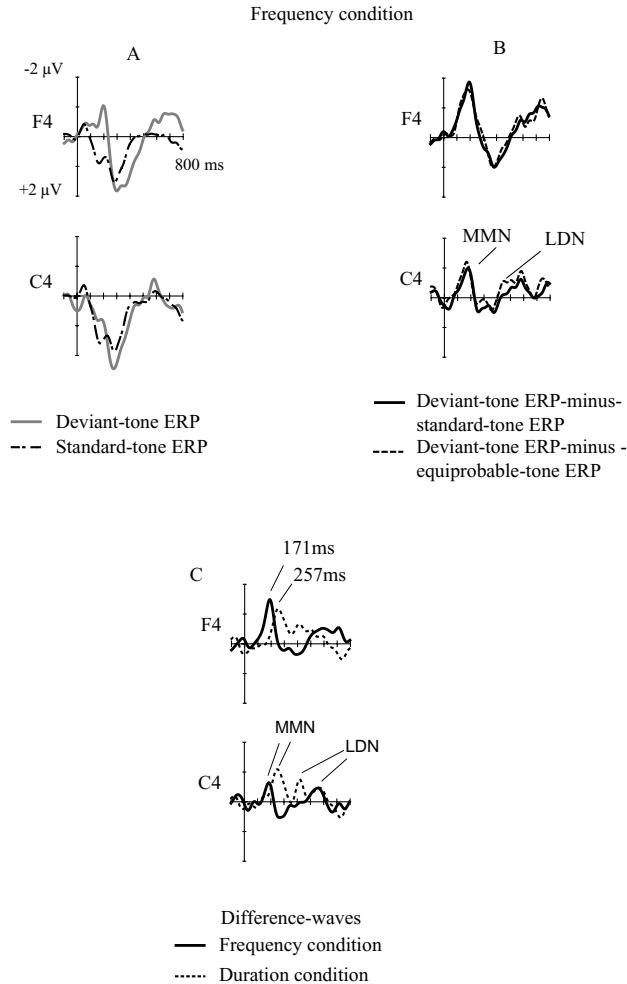 Frequency condition
A
B
-2 µV
F4
F4
800 ms
+2 µV
MMN
LDN
C4
C4
Deviant-tone ERP
Standard-tone ERP
Deviant-tone ERP-minus-
standard-tone ERP
Deviant-tone ERP-minus -
equiprobable-tone ERP
171ms
C
257ms
F4
MMN
LDN
C4
Difference-waves
Frequency condition
Duration condition